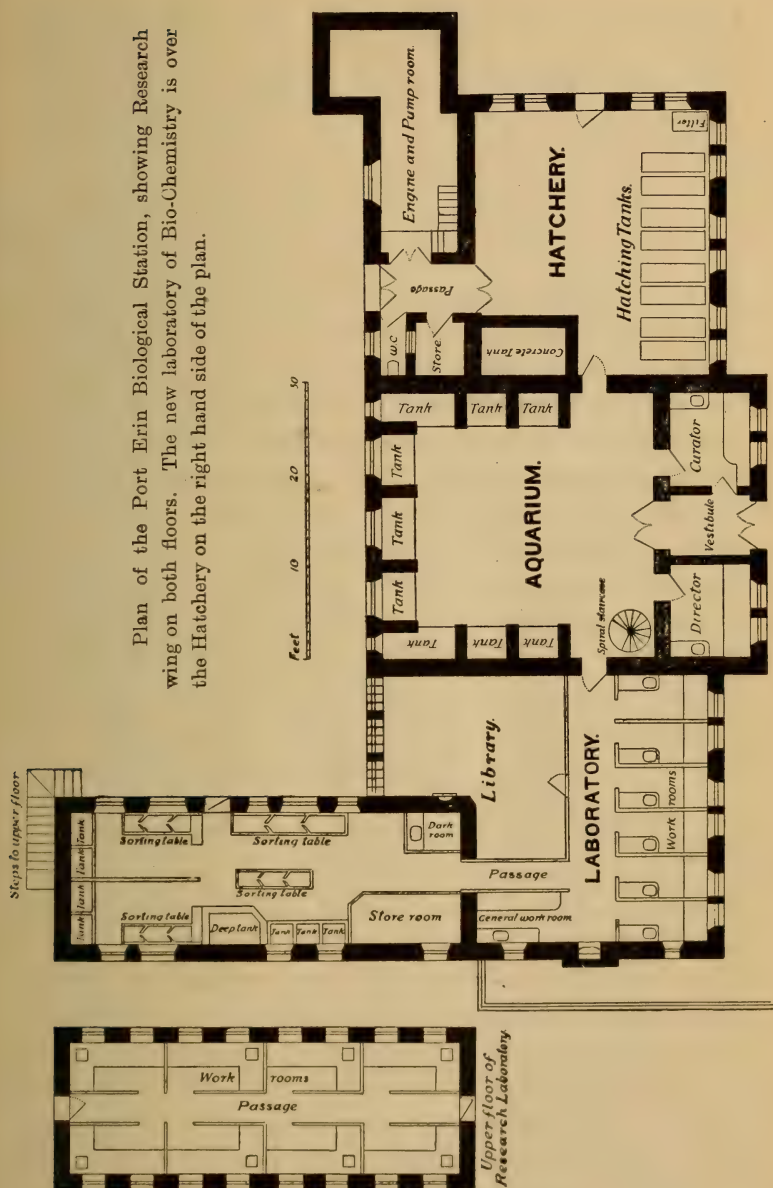 Plan of the Port Erin Biological Station, showing Research
wing on both floors. The new laboratory of Bio-Chemistry is over
the Hatchery on the right hand side of the plan.
Feet 10 20 30
Steps to upper floor
Tank
Tank
Tank
Sorting table
Sorting table
Sorting table
Sorting table
Deep tank
Tank
Tank
Tank
Dark
room
Store room
Passage
Library.
General work room
LABORATORY.
Work rooms
Work rooms
Passage
Upper floor of
Research Laboratory.
Tank
Tank
Tank
Tank
Tank
Tank
Tank
Tank
Tank
AQUARIUM.
Spiral staircase
Director
Vestibule
Curator
W.C
Store
Passage
Engine and Pump room.
Concrete Tank
HATCHERY.
Hatching Tanks.
Filter